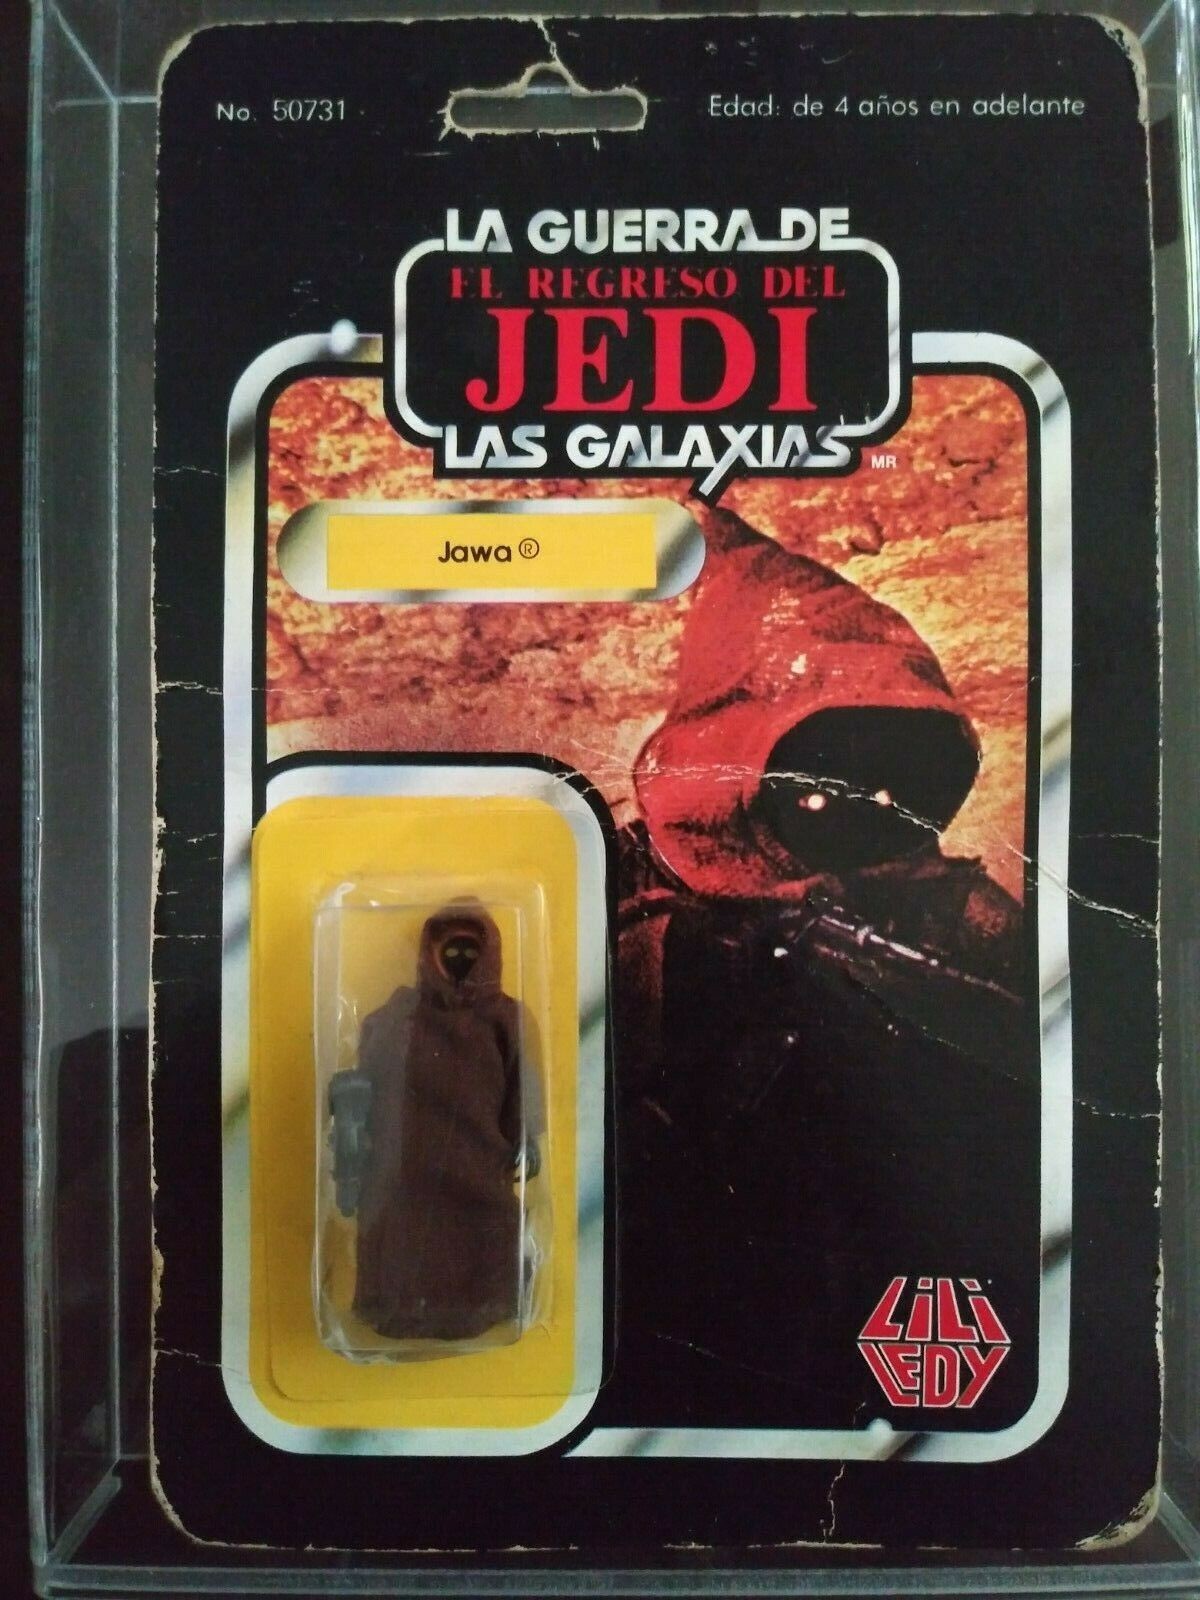 No. 50731
Edad: de 4 años en adelante
LA GUERRA DE
EL REGRESO DEL
JEDI
LAS GALAXIAS MR
Jawa ®
LiLi
LEDY